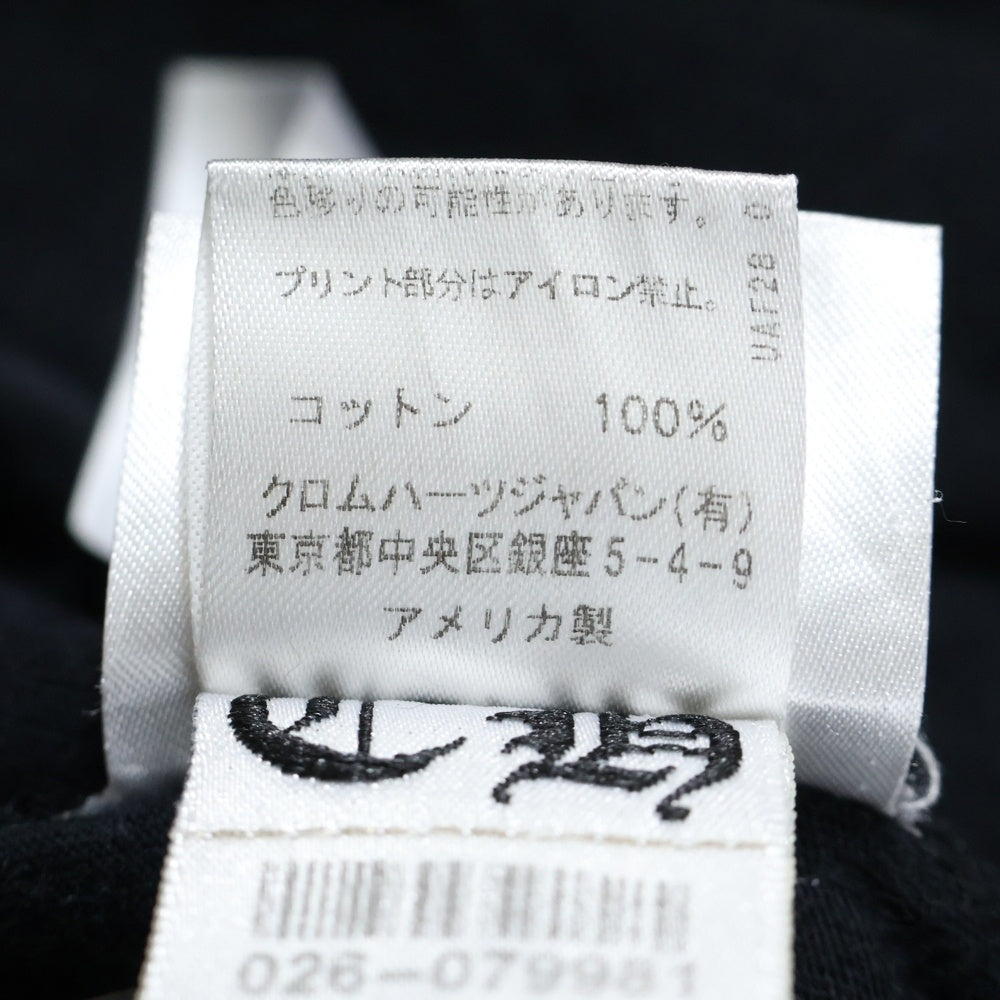 色移りの可能性があります。
プリント部分はアイロン禁止。
UAF28 0
コットン 100%
クロムハーツジャパン(有)
東京都中央区銀座5-4-9
アメリカ製
CH
026-079981